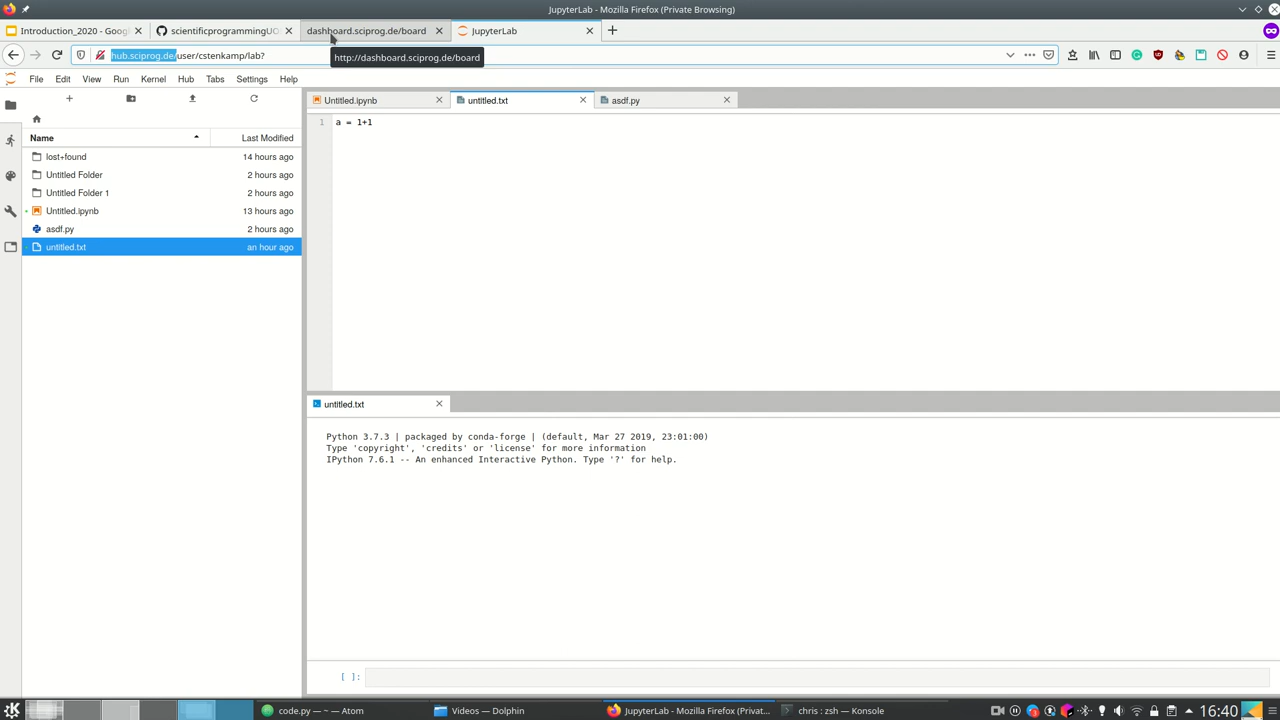 JupyterLab - Mozilla Firefox (Private Browsing)
Introduction_2020 - Goog
scientificprogrammingUO
dashboard.sciprog.de/board
JupyterLab
hub.sciprog.de/user/cstenkamp/lab?
http://dashboard.sciprog.de/board
File Edit View Run Kernel Hub Tabs Settings Help
Untitled.ipynb
untitled.txt
asdf.py
Name
Last Modified
1 a = 1+1
lost+found 14 hours ago
Untitled Folder 2 hours ago
Untitled Folder 1 2 hours ago
Untitled.ipynb 13 hours ago
asdf.py 2 hours ago
untitled.txt an hour ago
untitled.txt
Python 3.7.3 | packaged by conda-forge | (default, Mar 27 2019, 23:01:00)
Type 'copyright', 'credits' or 'license' for more information
IPython 7.6.1 -- An enhanced Interactive Python. Type '?' for help.
[ ]:
code.py — ~ — Atom
Videos — Dolphin
JupyterLab - Mozilla Firefox (Privat...
chris : zsh — Konsole
16:40